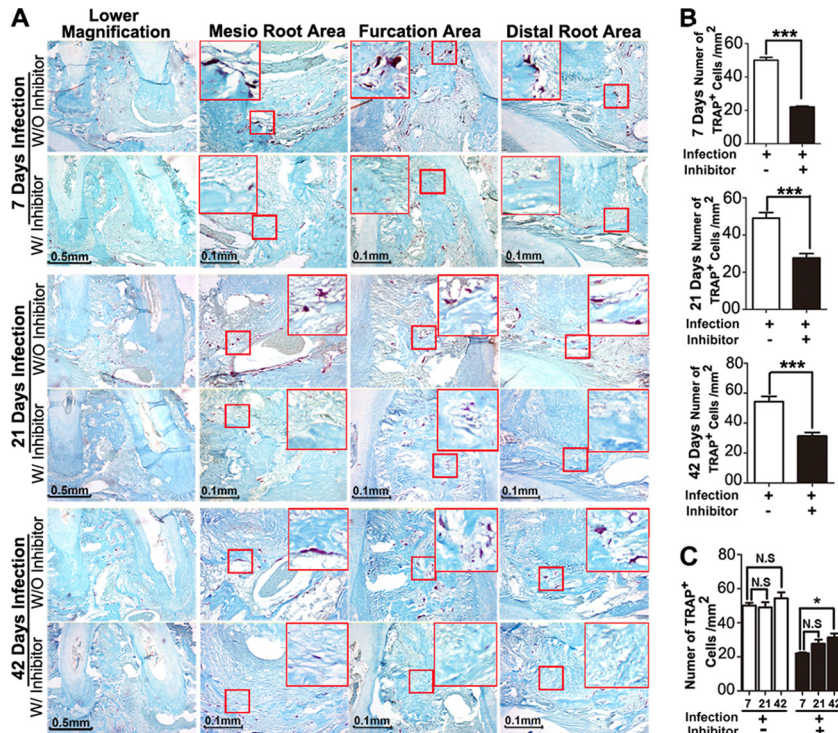 A
Lower Magnification
Mesio Root Area
Furcation Area
Distal Root Area
7 Days Infection
W/O Inhibitor
W/ Inhibitor
0.5mm
0.1mm
0.1mm
0.1mm
21 Days Infection
W/O Inhibitor
W/ Inhibitor
0.5mm
0.1mm
0.1mm
0.1mm
42 Days Infection
W/O Inhibitor
W/ Inhibitor
0.5mm
0.1mm
0.1mm
0.1mm
B
7 Days Numer of
TRAP+ Cells /mm2
60
40
20
00
***
Infection + +
Inhibitor - +
21 Days Numer of
TRAP+ Cells /mm2
60
40
20
00
***
Infection + +
Inhibitor - +
42 Days Numer of
TRAP+ Cells /mm2
80
60
40
20
00
***
Infection + +
Inhibitor - +
C
Numer of TRAP+
Cells /mm2
80
60
40
20
0
N.S
N.S
*
N.S
7 21 42 7 21 42
Infection + +
Inhibitor - +